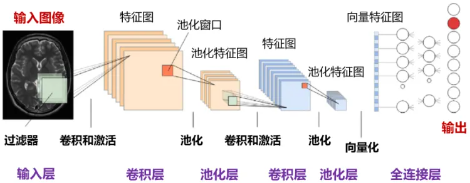 输入图像
特征图
池化窗口
池化特征图
特征图
池化特征图
向量特征图
输出
过滤器
卷积和激活
池化
卷积和激活
池化
向量化
输入层
卷积层
池化层
卷积层
池化层
全连接层